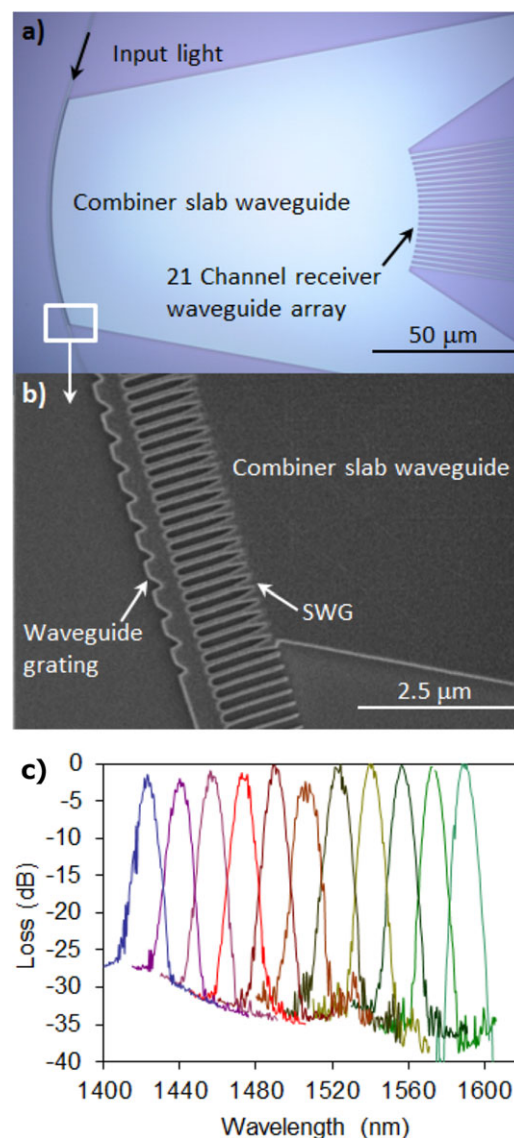 a)
Input light
Combiner slab waveguide
21 Channel receiver
waveguide array
50 μm
b)
Combiner slab waveguide
Waveguide
grating
SWG
2.5 μm
c)
0
-5
-10
-15
-20
-25
-30
-35
-40
Loss (dB)
1400 1440 1480 1520 1560 1600
Wavelength (nm)